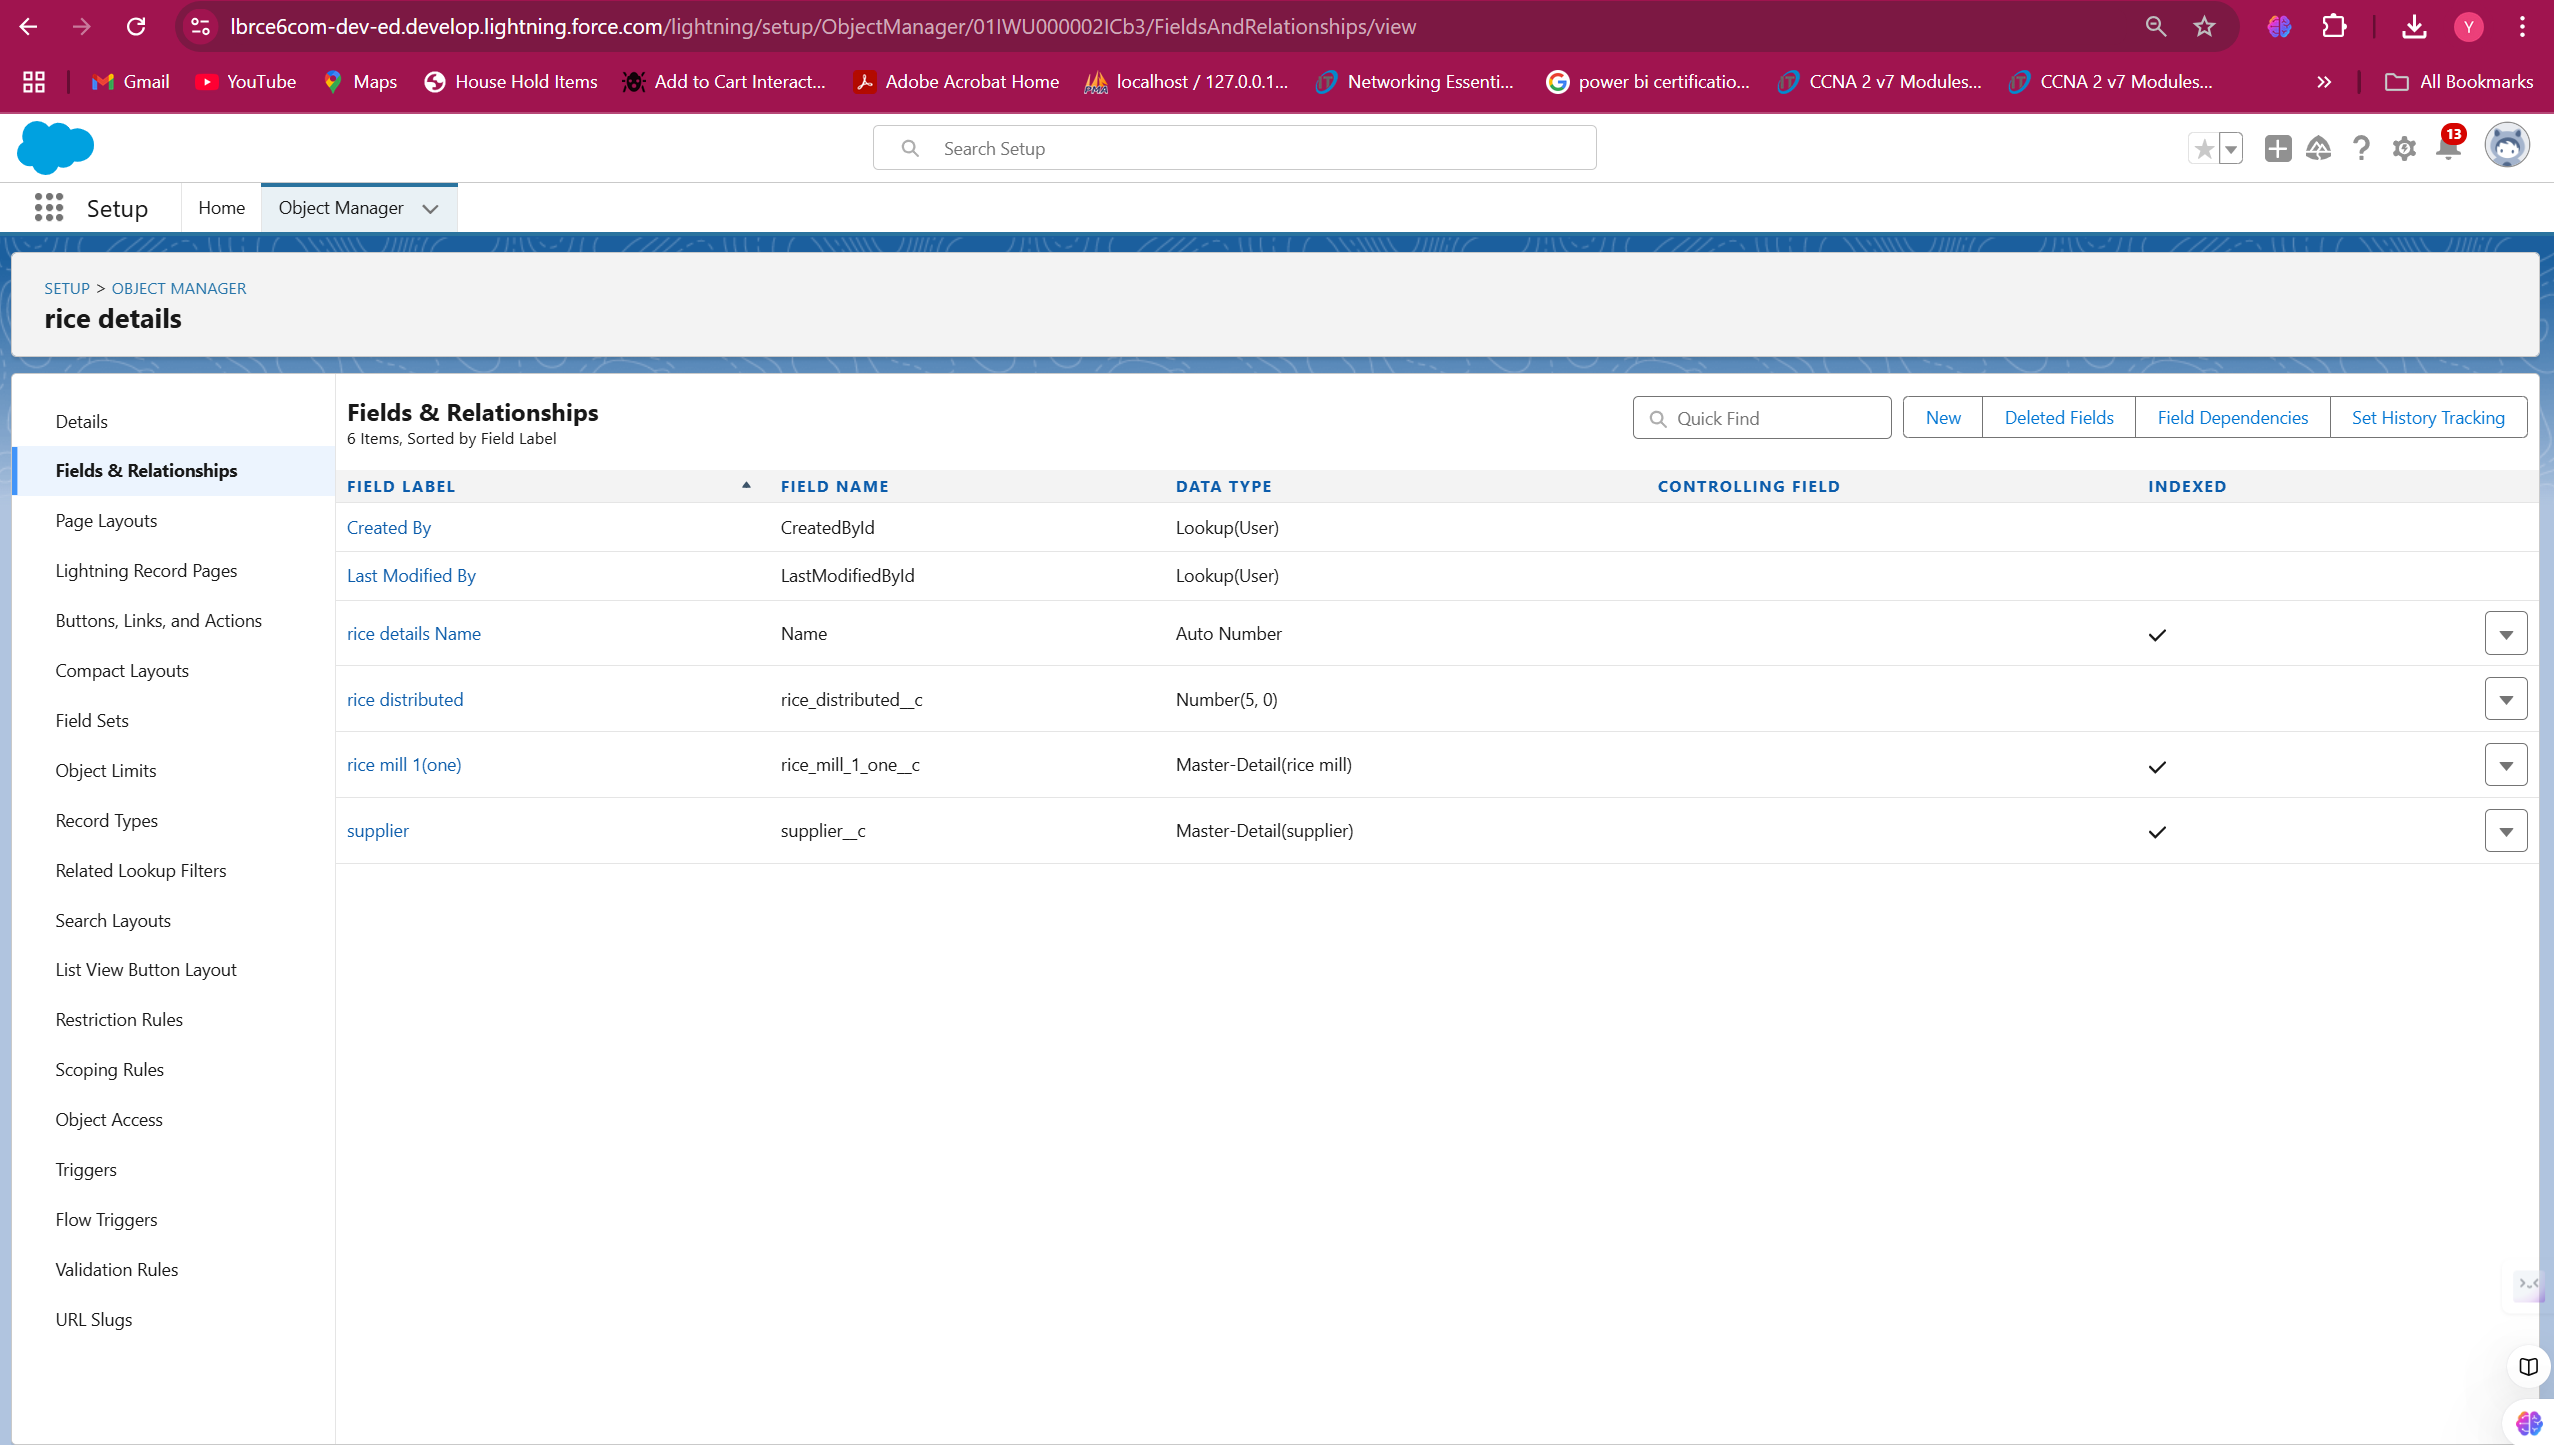 lbrce6com-dev-ed.develop.lightning.force.com/lightning/setup/ObjectManager/01IWU000002ICb3/FieldsAndRelationships/view
Y
Gmail YouTube Maps House Hold Items Add to Cart Interact... Adobe Acrobat Home localhost / 127.0.0.1... Networking Essenti... power bi certificatio... CCNA 2 v7 Modules... CCNA 2 v7 Modules... » All Bookmarks
Search Setup
13
Setup Home Object Manager
SETUP > OBJECT MANAGER
rice details
Details
Fields & Relationships
Page Layouts
Lightning Record Pages
Buttons, Links, and Actions
Compact Layouts
Field Sets
Object Limits
Record Types
Related Lookup Filters
Search Layouts
List View Button Layout
Restriction Rules
Scoping Rules
Object Access
Triggers
Flow Triggers
Validation Rules
URL Slugs
Fields & Relationships
6 Items, Sorted by Field Label
Quick Find New Deleted Fields Field Dependencies Set History Tracking
FIELD LABEL FIELD NAME DATA TYPE CONTROLLING FIELD INDEXED
Created By CreatedById Lookup(User)
Last Modified By LastModifiedById Lookup(User)
rice details Name Name Auto Number
rice distributed rice_distributed__c Number(5, 0)
rice mill 1(one) rice_mill_1_one__c Master-Detail(rice mill)
supplier supplier__c Master-Detail(supplier)